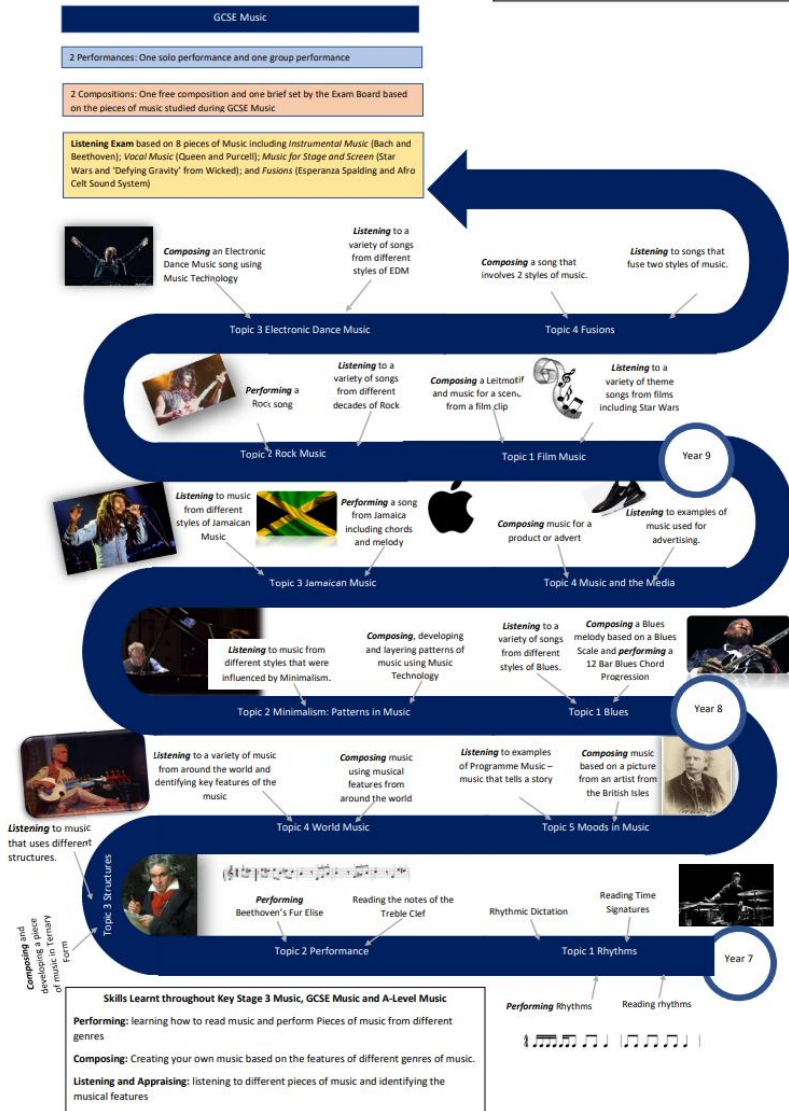 GCSE Music
2 Performances: One solo performance and one group performance
2 Compositions: One free composition and one brief set by the Exam Board based
on the pieces of music studied during GCSE Music
Listening Exam based on 8 pieces of Music including Instrumental Music (Bach and
Beethoven); Vocal Music (Queen and Purcell); Music for Stage and Screen (Star
Wars and 'Defying Gravity' from Wicked); and Fusions (Esperanza Spalding and Afro
Celt Sound System)
Composing an Electronic
Dance Music song using
Music Technology
Listening to a
variety of songs
from different
styles of EDM
Composing a song that
involves 2 styles of music.
Listening to songs that
fuse two styles of music.
Topic 3 Electronic Dance Music
Topic 4 Fusions
Performing a
Rock song
Listening to a
variety of songs
from different
decades of Rock
Composing a Leitmotif
and music for a scene
from a film clip
Listening to a
variety of theme
songs from films
including Star Wars
Topic 2 Rock Music
Topic 1 Film Music
Year 9
Listening to music
from different
styles of Jamaican
Music
Performing a song
from Jamaica
including chords
and melody
Composing music for a
product or advert
Listening to examples of
music used for
advertising.
Topic 3 Jamaican Music
Topic 4 Music and the Media
Listening to music from
different styles that were
influenced by Minimalism.
Composing, developing
and layering patterns of
music using Music
Technology
Listening to a
variety of songs
from different
styles of Blues.
Composing a Blues
melody based on a Blues
Scale and performing a
12 Bar Blues Chord
Progression
Topic 2 Minimalism: Patterns in Music
Topic 1 Blues
Year 8
Listening to a variety of music
from around the world and
dentifying key features of the
music
Composing music
using musical
features from
around the world
Listening to examples
of Programme Music –
music that tells a story
Composing music
based on a picture
from an artist from
the British Isles
Topic 4 World Music
Topic 5 Moods in Music
Listening to music
that uses different
structures.
Topic 3 Structures
Composing and
developing a piece
of music in Ternary
Form
Performing
Beethoven's Fur Elise
Reading the notes of the
Treble Clef
Rhythmic Dictation
Reading Time
Signatures
Topic 2 Performance
Topic 1 Rhythms
Year 7
Performing Rhythms
Reading rhythms
Skills Learnt throughout Key Stage 3 Music, GCSE Music and A-Level Music
Performing: learning how to read music and perform Pieces of music from different
genres
Composing: Creating your own music based on the features of different genres of music.
Listening and Appraising: listening to different pieces of music and identifying the
musical features